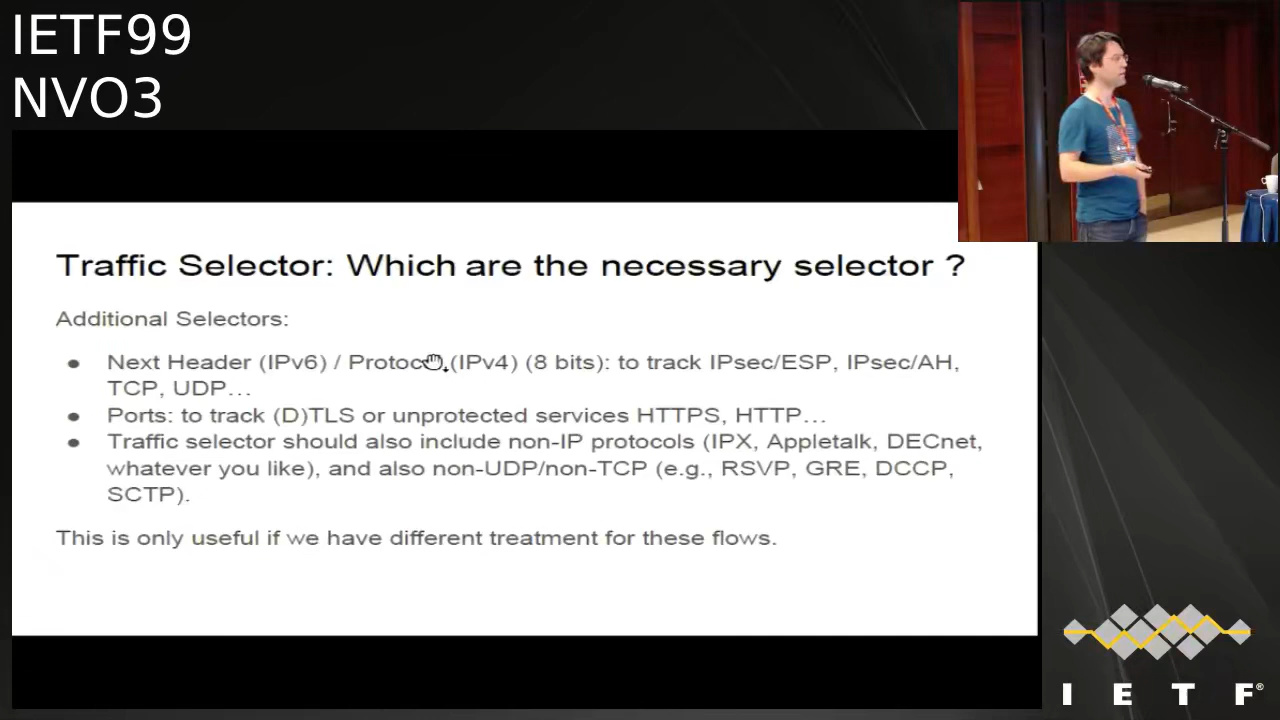 IETF99
NVO3
Traffic Selector: Which are the necessary selector ?
Additional Selectors:
● Next Header (IPv6) / Protocol (IPv4) (8 bits): to track IPsec/ESP, IPsec/AH,
TCP, UDP…
● Ports: to track (D)TLS or unprotected services HTTPS, HTTP…
● Traffic selector should also include non-IP protocols (IPX, Appletalk, DECnet,
whatever you like), and also non-UDP/non-TCP (e.g., RSVP, GRE, DCCP,
SCTP).
This is only useful if we have different treatment for these flows.
I E T F®